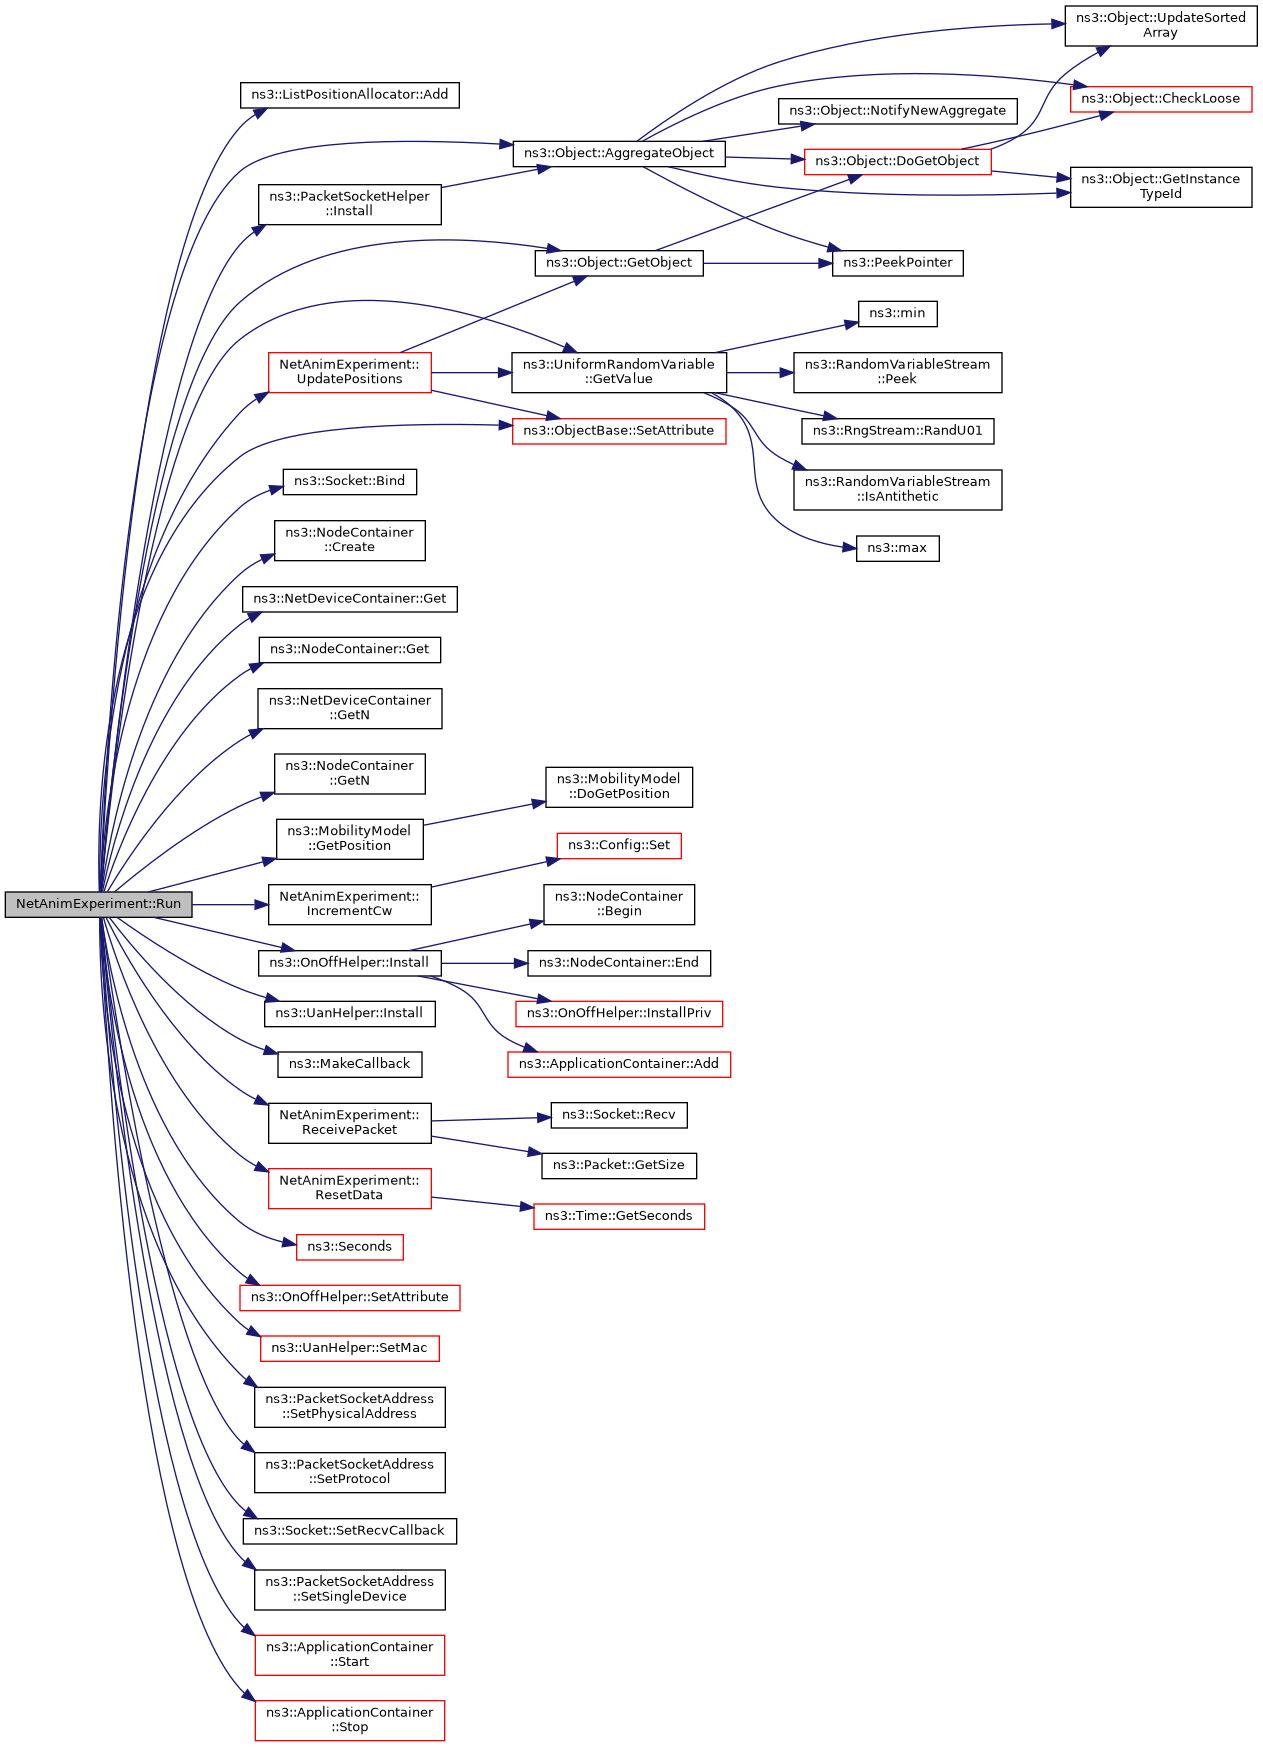 ns3::Object::UpdateSorted
Array
ns3::ListPositionAllocator::Add
ns3::Object::CheckLoose
ns3::Object::NotifyNewAggregate
ns3::Object::AggregateObject
ns3::Object::DoGetObject
ns3::Object::GetInstance
TypeId
ns3::PacketSocketHelper
::Install
ns3::Object::GetObject
ns3::PeekPointer
ns3::min
NetAnimExperiment::
UpdatePositions
ns3::UniformRandomVariable
::GetValue
ns3::RandomVariableStream
::Peek
ns3::ObjectBase::SetAttribute
ns3::RngStream::RandU01
ns3::Socket::Bind
ns3::RandomVariableStream
::IsAntithetic
ns3::NodeContainer
::Create
ns3::max
ns3::NetDeviceContainer::Get
ns3::NodeContainer::Get
ns3::NetDeviceContainer
::GetN
ns3::NodeContainer
::GetN
ns3::MobilityModel
::DoGetPosition
ns3::MobilityModel
::GetPosition
ns3::Config::Set
NetAnimExperiment::Run
NetAnimExperiment::
IncrementCw
ns3::NodeContainer
::Begin
ns3::OnOffHelper::Install
ns3::NodeContainer::End
ns3::UanHelper::Install
ns3::OnOffHelper::InstallPriv
ns3::MakeCallback
ns3::ApplicationContainer::Add
NetAnimExperiment::
ReceivePacket
ns3::Socket::Recv
ns3::Packet::GetSize
NetAnimExperiment::
ResetData
ns3::Time::GetSeconds
ns3::Seconds
ns3::OnOffHelper::SetAttribute
ns3::UanHelper::SetMac
ns3::PacketSocketAddress
::SetPhysicalAddress
ns3::PacketSocketAddress
::SetProtocol
ns3::Socket::SetRecvCallback
ns3::PacketSocketAddress
::SetSingleDevice
ns3::ApplicationContainer
::Start
ns3::ApplicationContainer
::Stop